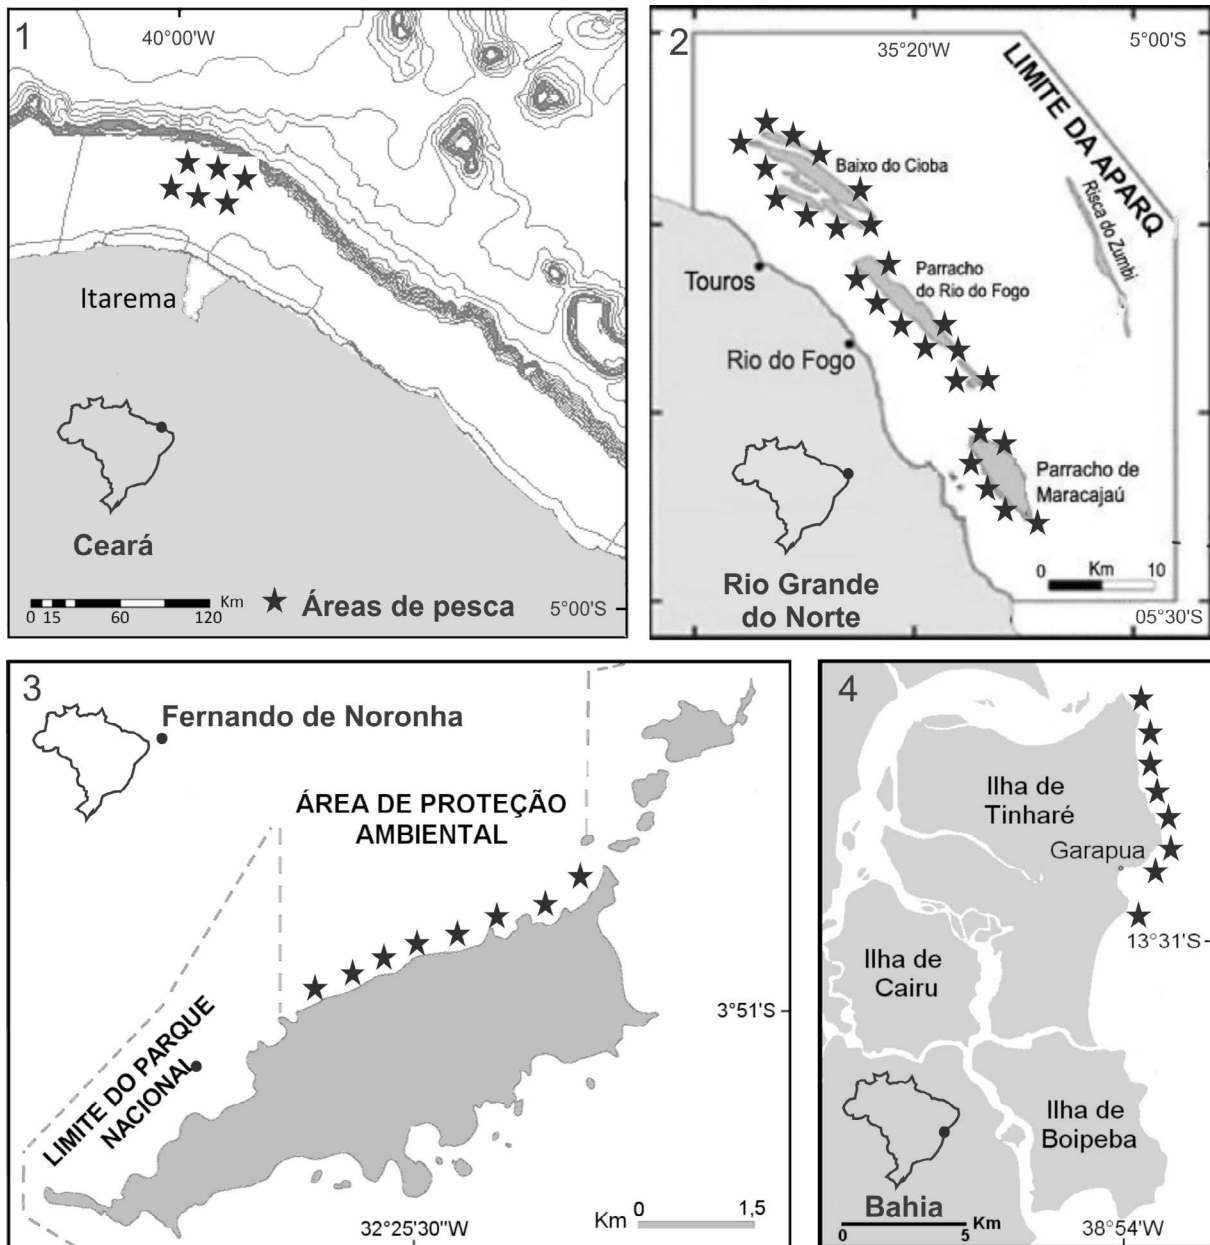 1
40°00'W
Itarema
Ceará
0 15 60 120 Km
Áreas de pesca
5°00'S
2
35°20'W
5°00'S
LIMITE DA APARQ
Baixo do Cioba
Risca do Zumbi
Touros
Parracho
do Rio do Fogo
Rio do Fogo
Parracho de
Maracajaú
Rio Grande
do Norte
0 Km 10
05°30'S
3
Fernando de Noronha
ÁREA DE PROTEÇÃO
AMBIENTAL
LIMITE DO PARQUE
NACIONAL
3°51'S
Km 0 1,5
32°25'30"W
4
Ilha de
Tinharé
Garapua
13°31'S
Ilha de
Cairu
Ilha de
Boipeba
Bahia
0 5 Km
38°54'W